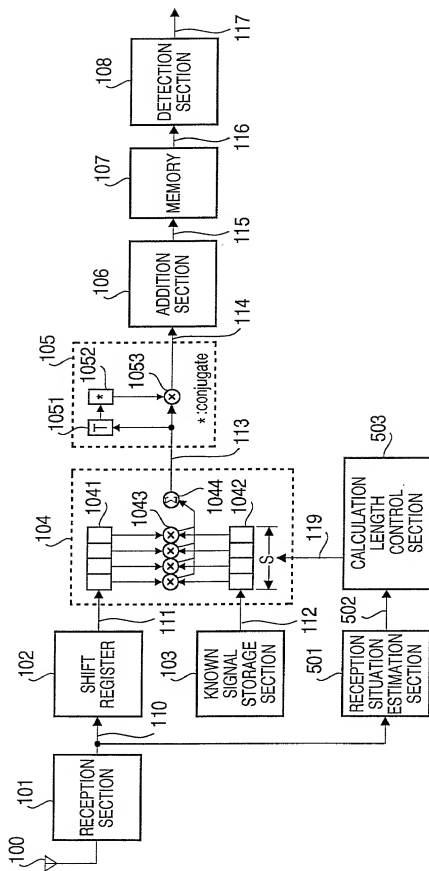 100
101
RECEPTION
SECTION
110
102
SHIFT
REGISTER
111
103
KNOWN
SIGNAL
STORAGE
SECTION
112
501
RECEPTION
SITUATION
ESTIMATION
SECTION
502
503
CALCULATION
LENGTH
CONTROL
SECTION
119
104
1041
1043
1044
1042
Σ
S
113
105
1051
T
1052
*
1053
*:conjugate
114
106
ADDITION
SECTION
115
107
MEMORY
116
108
DETECTION
SECTION
117